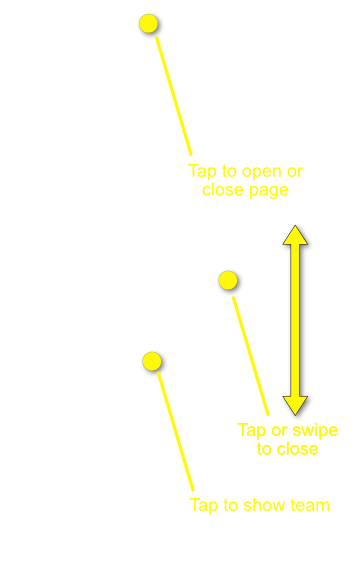 Tap to open or
close page
Tap or swipe
to close
Tap to show team